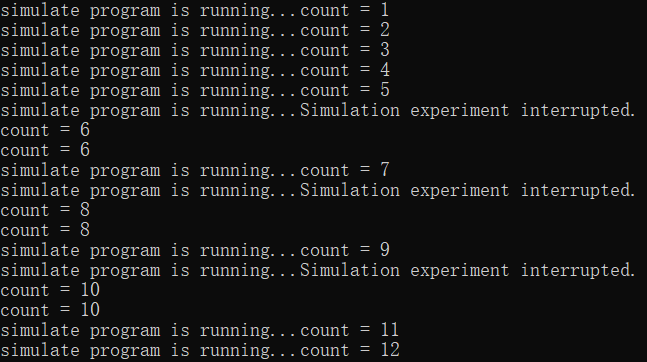 simulate program is running...count = 1
simulate program is running...count = 2
simulate program is running...count = 3
simulate program is running...count = 4
simulate program is running...count = 5
simulate program is running...Simulation experiment interrupted.
count = 6
count = 6
simulate program is running...count = 7
simulate program is running...Simulation experiment interrupted.
count = 8
count = 8
simulate program is running...count = 9
simulate program is running...Simulation experiment interrupted.
count = 10
count = 10
simulate program is running...count = 11
simulate program is running...count = 12